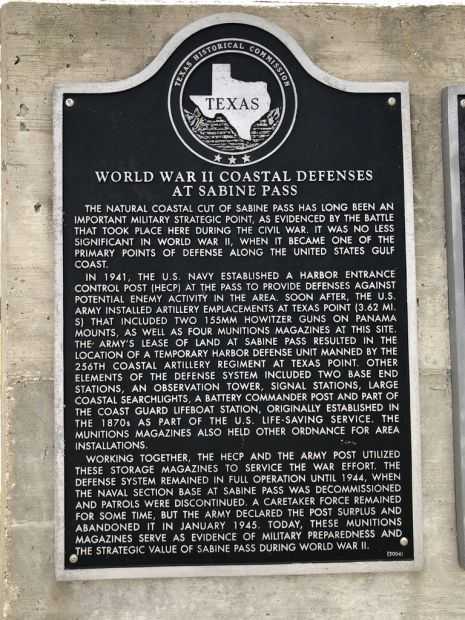 TEXAS HISTORICAL COMMISSION
TEXAS
WORLD WAR II COASTAL DEFENSES
AT SABINE PASS
THE NATURAL COASTAL CUT OF SABINE PASS HAS LONG BEEN AN
IMPORTANT MILITARY STRATEGIC POINT, AS EVIDENCED BY THE BATTLE
THAT TOOK PLACE HERE DURING THE CIVIL WAR. IT WAS NO LESS
SIGNIFICANT IN WORLD WAR II, WHEN IT BECAME ONE OF THE
PRIMARY POINTS OF DEFENSE ALONG THE UNITED STATES GULF
COAST.
IN 1941, THE U.S. NAVY ESTABLISHED A HARBOR ENTRANCE
CONTROL POST (HECP) AT THE PASS TO PROVIDE DEFENSES AGAINST
POTENTIAL ENEMY ACTIVITY IN THE AREA. SOON AFTER, THE U.S.
ARMY INSTALLED ARTILLERY EMPLACEMENTS AT TEXAS POINT (3.62 MI.
S) THAT INCLUDED TWO 155MM HOWITZER GUNS ON PANAMA
MOUNTS, AS WELL AS FOUR MUNITIONS MAGAZINES AT THIS SITE.
THE ARMY'S LEASE OF LAND AT SABINE PASS RESULTED IN THE
LOCATION OF A TEMPORARY HARBOR DEFENSE UNIT MANNED BY THE
256TH COASTAL ARTILLERY REGIMENT AT TEXAS POINT. OTHER
ELEMENTS OF THE DEFENSE SYSTEM INCLUDED TWO BASE END
STATIONS, AN OBSERVATION TOWER, SIGNAL STATIONS, LARGE
COASTAL SEARCHLIGHTS, A BATTERY COMMANDER POST AND PART OF
THE COAST GUARD LIFEBOAT STATION, ORIGINALLY ESTABLISHED IN
THE 1870s AS PART OF THE U.S. LIFE-SAVING SERVICE. THE
MUNITIONS MAGAZINES ALSO HELD OTHER ORDNANCE FOR AREA
INSTALLATIONS.
WORKING TOGETHER, THE HECP AND THE ARMY POST UTILIZED
THESE STORAGE MAGAZINES TO SERVICE THE WAR EFFORT. THE
DEFENSE SYSTEM REMAINED IN FULL OPERATION UNTIL 1944, WHEN
THE NAVAL SECTION BASE AT SABINE PASS WAS DECOMMISSIONED
AND PATROLS WERE DISCONTINUED. A CARETAKER FORCE REMAINED
FOR SOME TIME, BUT THE ARMY DECLARED THE POST SURPLUS AND
ABANDONED IT IN JANUARY 1945. TODAY, THESE MUNITIONS
MAGAZINES SERVE AS EVIDENCE OF MILITARY PREPAREDNESS AND
THE STRATEGIC VALUE OF SABINE PASS DURING WORLD WAR II.